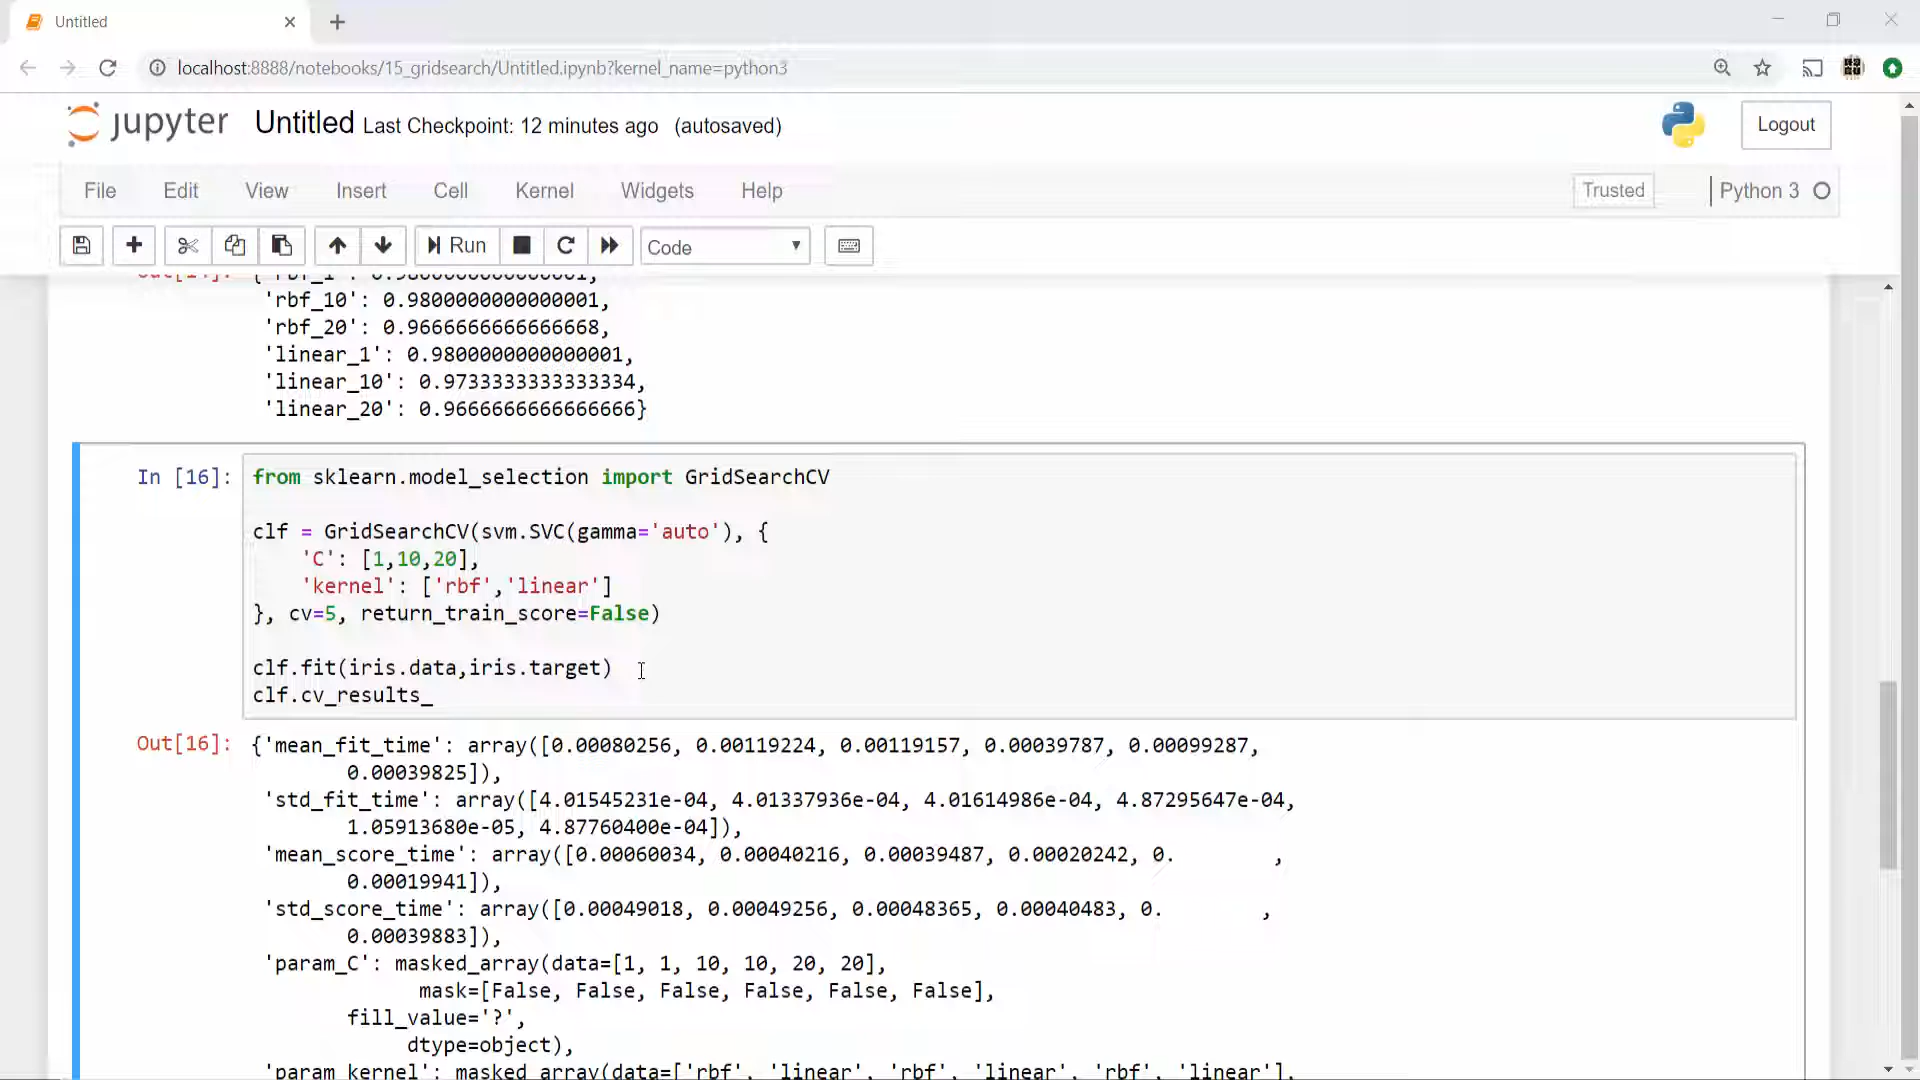 Untitled
localhost:8888/notebooks/15_gridsearch/Untitled.ipynb?kernel_name=python3
jupyter Untitled Last Checkpoint: 12 minutes ago (autosaved)
Logout
File Edit View Insert Cell Kernel Widgets Help
Trusted Python 3
Run Code
'rbf_10': 0.9800000000000001,
'rbf_20': 0.9666666666666668,
'linear_1': 0.9800000000000001,
'linear_10': 0.9733333333333334,
'linear_20': 0.9666666666666666}
In [16]: from sklearn.model_selection import GridSearchCV
clf = GridSearchCV(svm.SVC(gamma='auto'), {
'C': [1,10,20],
'kernel': ['rbf','linear']
}, cv=5, return_train_score=False)
clf.fit(iris.data,iris.target)
clf.cv_results_
Out[16]: {'mean_fit_time': array([0.00080256, 0.00119224, 0.00119157, 0.00039787, 0.00099287,
0.00039825]),
'std_fit_time': array([4.01545231e-04, 4.01337936e-04, 4.01614986e-04, 4.87295647e-04,
1.05913680e-05, 4.87760400e-04]),
'mean_score_time': array([0.00060034, 0.00040216, 0.00039487, 0.00020242, 0. ,
0.00019941]),
'std_score_time': array([0.00049018, 0.00049256, 0.00048365, 0.00040483, 0. ,
0.00039883]),
'param_C': masked_array(data=[1, 1, 10, 10, 20, 20],
mask=[False, False, False, False, False, False],
fill_value='?',
dtype=object),
'param_kernel': masked_array(data=['rbf', 'linear', 'rbf', 'linear', 'rbf', 'linear'],